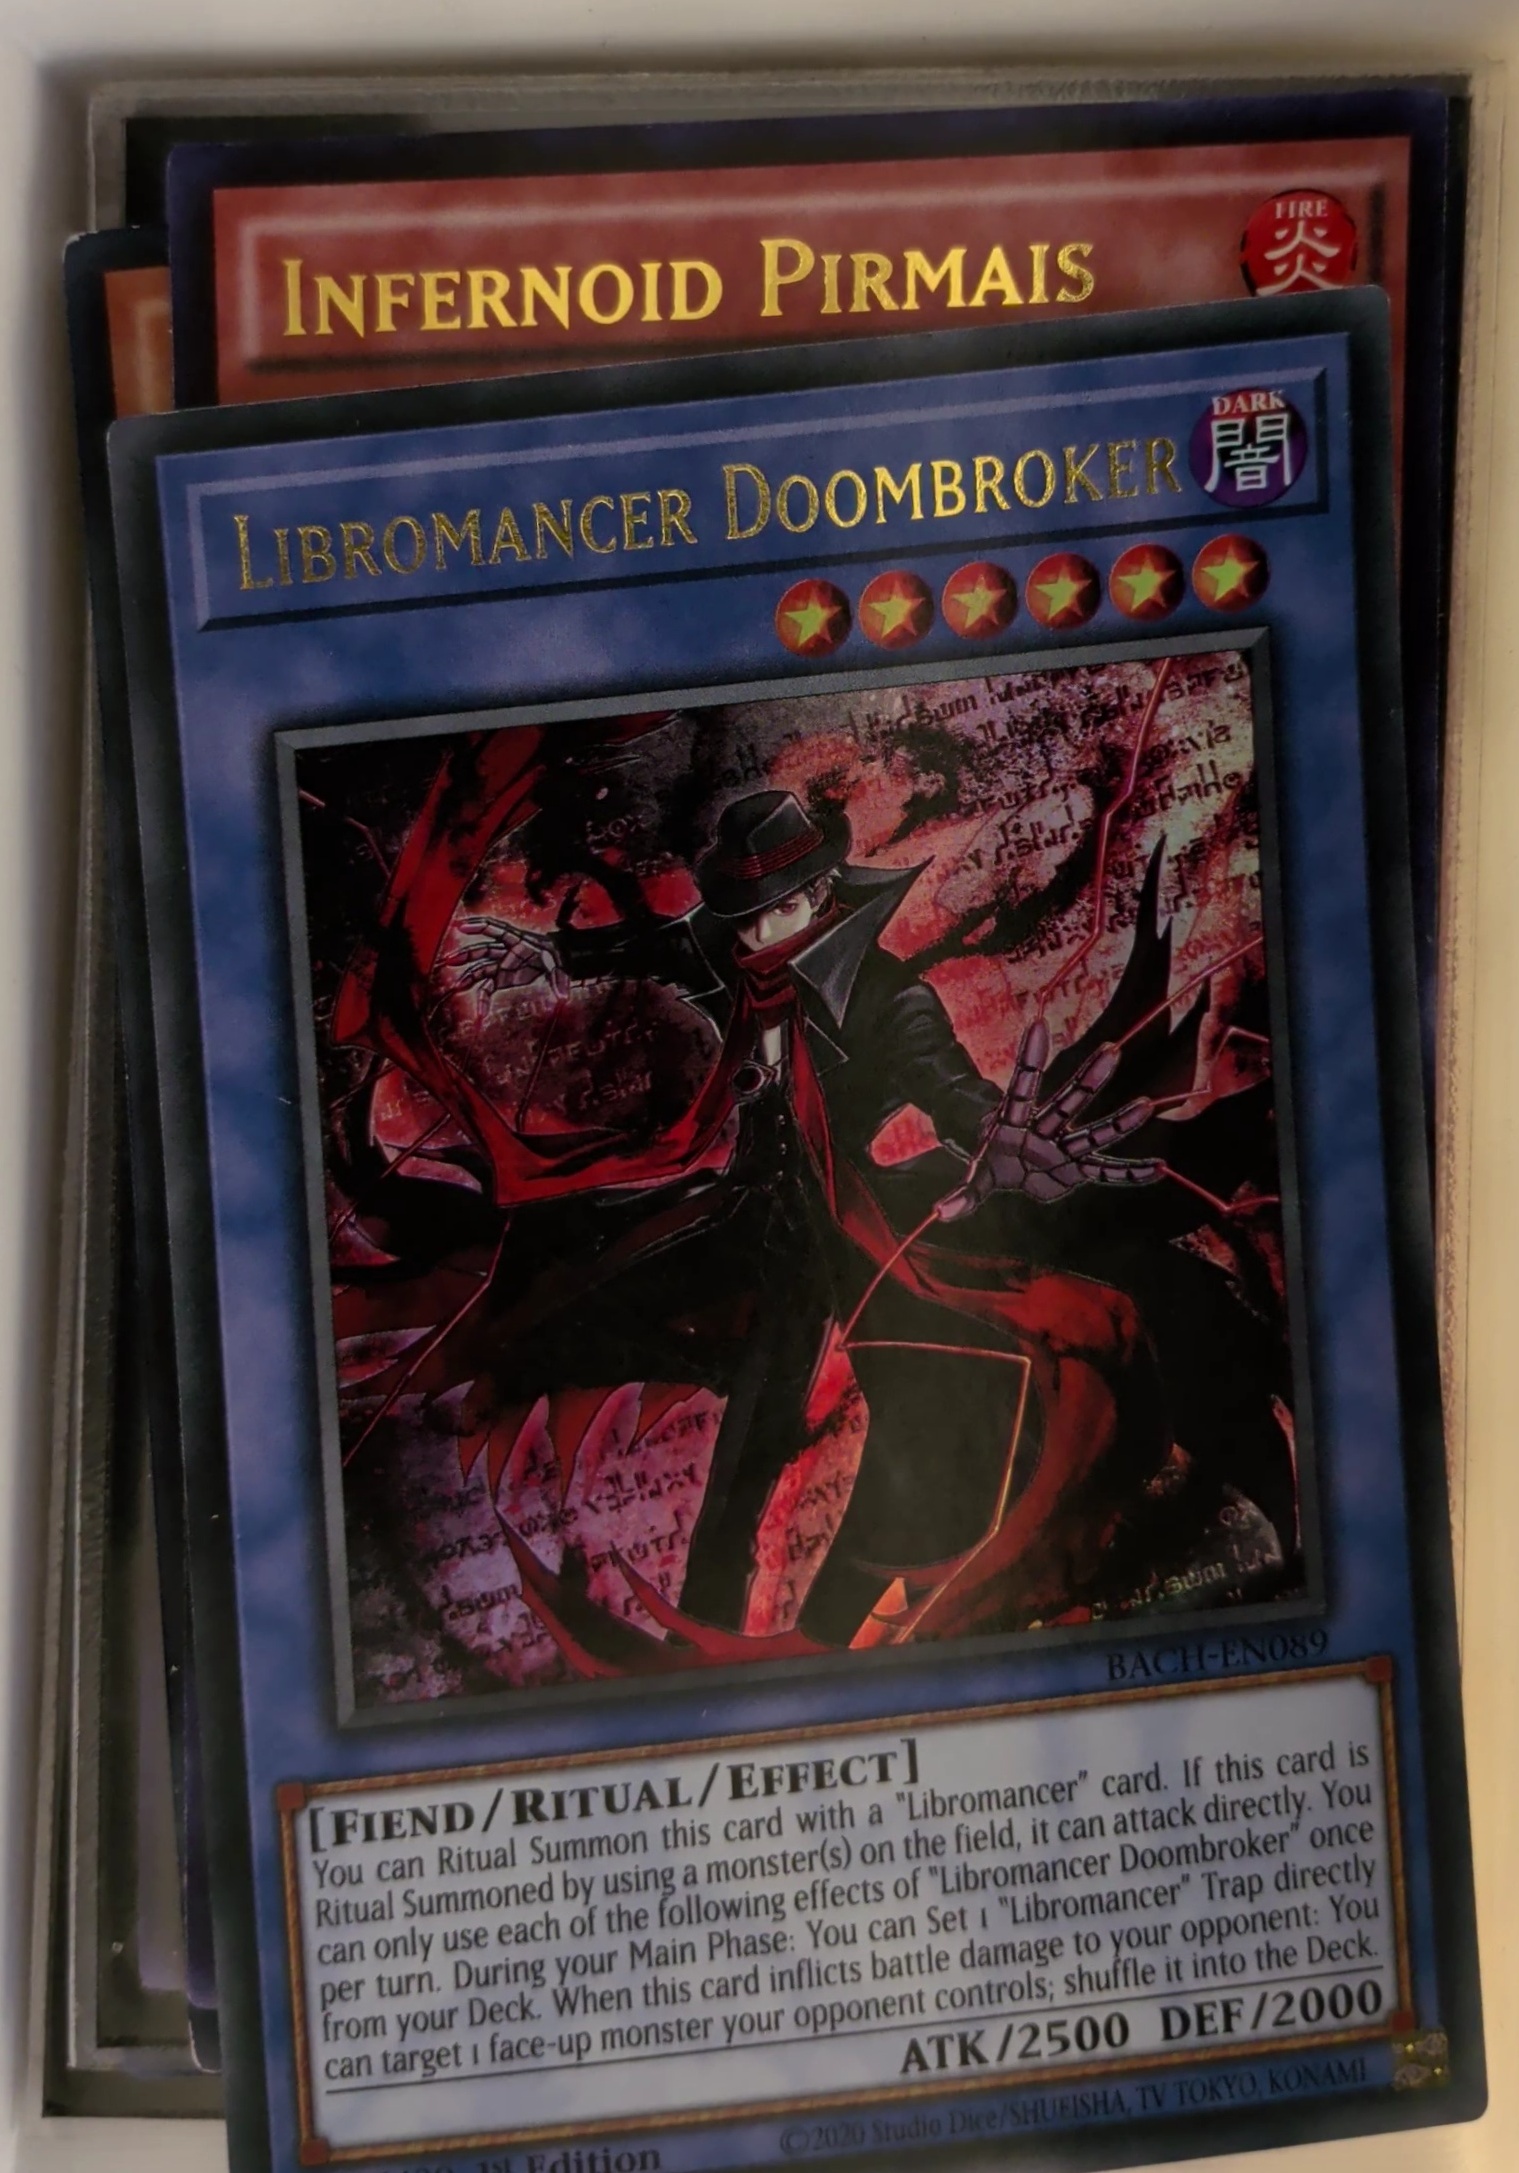 INFERNOID PIRMAIS
FIRE
炎
LIBROMANCER DOOMBROKER
DARK
闇
BACH-EN089
[FIEND/RITUAL/EFFECT]
You can Ritual Summon this card with a "Libromancer" card. If this card is
Ritual Summoned by using a monster(s) on the field, it can attack directly. You
can only use each of the following effects of "Libromancer Doombroker" once
per turn. During your Main Phase: You can Set 1 "Libromancer" Trap directly
from your Deck. When this card inflicts battle damage to your opponent: You
can target 1 face-up monster your opponent controls; shuffle it into the Deck.
ATK/2500 DEF/2000
1st Edition
©2020 Studio Dice/SHUEISHA, TV TOKYO, KONAMI